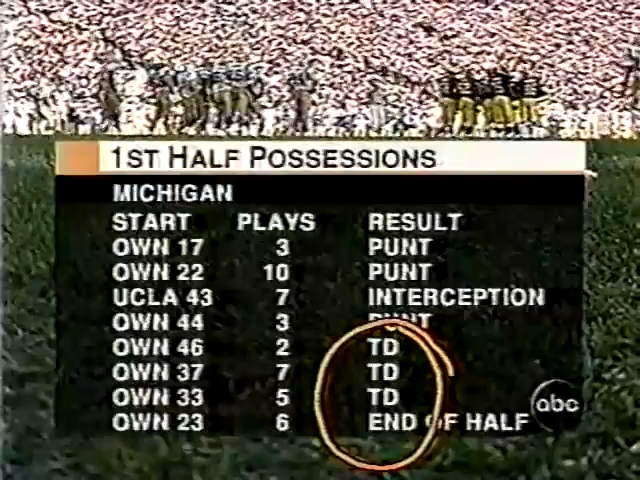 1ST HALF POSSESSIONS
MICHIGAN
START PLAYS RESULT
OWN 17 3 PUNT
OWN 22 10 PUNT
UCLA 43 7 INTERCEPTION
OWN 44 3 PUNT
OWN 46 2 TD
OWN 37 7 TD
OWN 33 5 TD
OWN 23 6 END OF HALF
abc